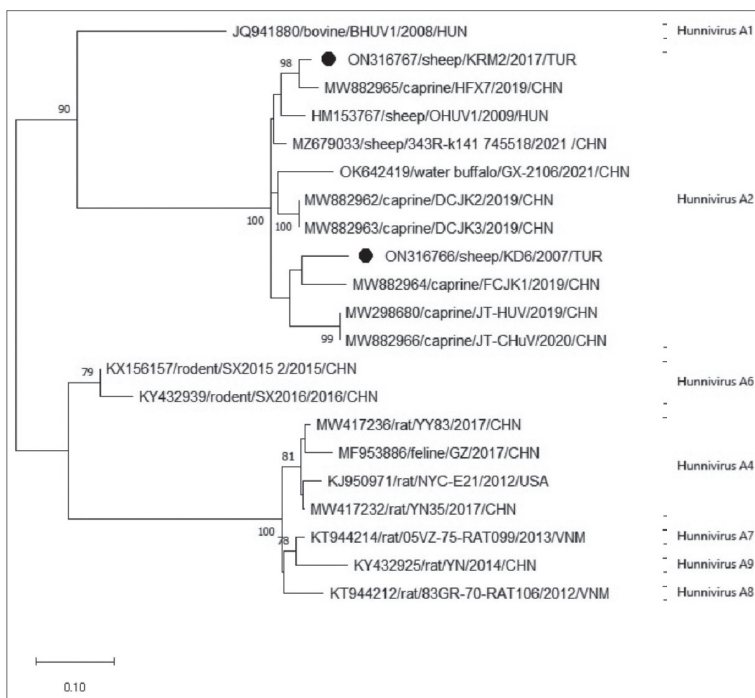 JQ941880/bovine/BHUV1/2008/HUN
Hunnivirus A1
98
ON316767/sheep/KRM2/2017/TUR
MW882965/caprine/HFX7/2019/CHN
90
HM153767/sheep/OHUV1/2009/HUN
MZ679033/sheep/343R-k141 745518/2021 /CHN
OK642419/water buffalo/GX-2106/2021/CHN
MW882962/caprine/DCJK2/2019/CHN
Hunnivirus A2
100
100
MW882963/caprine/DCJK3/2019/CHN
ON316766/sheep/KD6/2007/TUR
MW882964/caprine/FCJK1/2019/CHN
MW298680/caprine/JT-HUV/2019/CHN
99
MW882966/caprine/JT-CHuV/2020/CHN
79
KX156157/rodent/SX2015 2/2015/CHN
Hunnivirus A6
KY432939/rodent/SX2016/2016/CHN
MW417236/rat/YY83/2017/CHN
81
MF953886/feline/GZ/2017/CHN
Hunnivirus A4
KJ950971/rat/NYC-E21/2012/USA
MW417232/rat/YN35/2017/CHN
100
78
KT944214/rat/05VZ-75-RAT099/2013/VNM
Hunnivirus A7
KY432925/rat/YN/2014/CHN
Hunnivirus A9
KT944212/rat/83GR-70-RAT106/2012/VNM
Hunnivirus A8
0.10